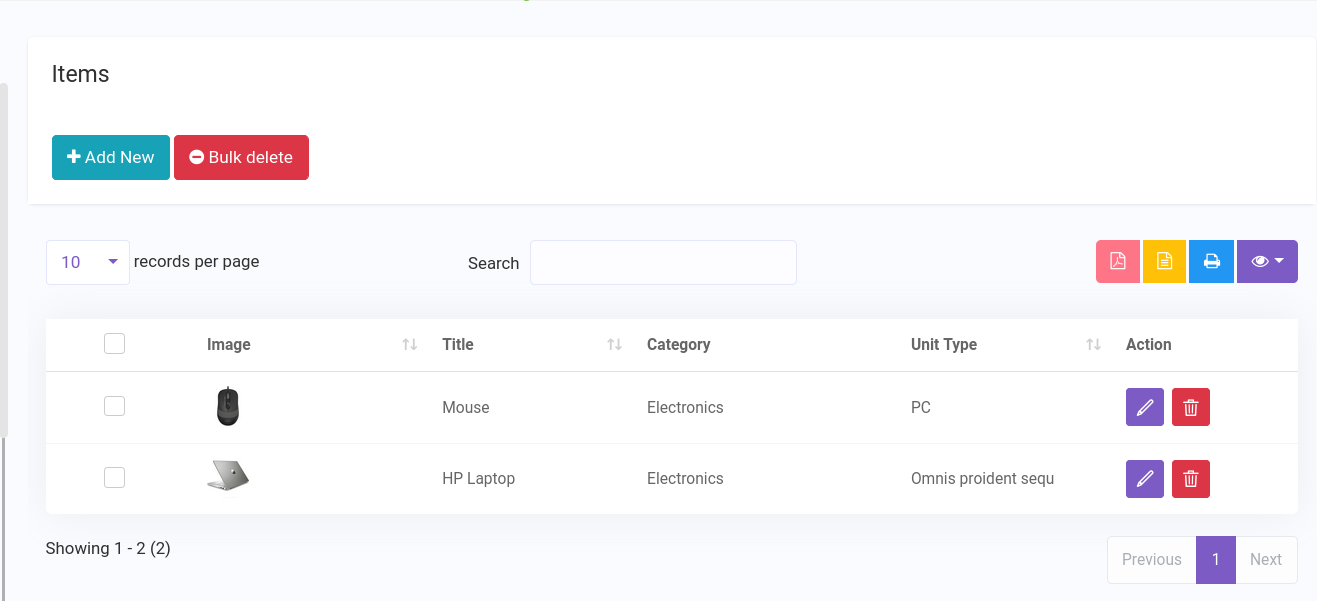 Items
Add New Bulk delete
10 records per page Search
Image Title Category Unit Type Action
Mouse Electronics PC
HP Laptop Electronics Omnis proident sequ
Showing 1 - 2 (2)
Previous 1 Next